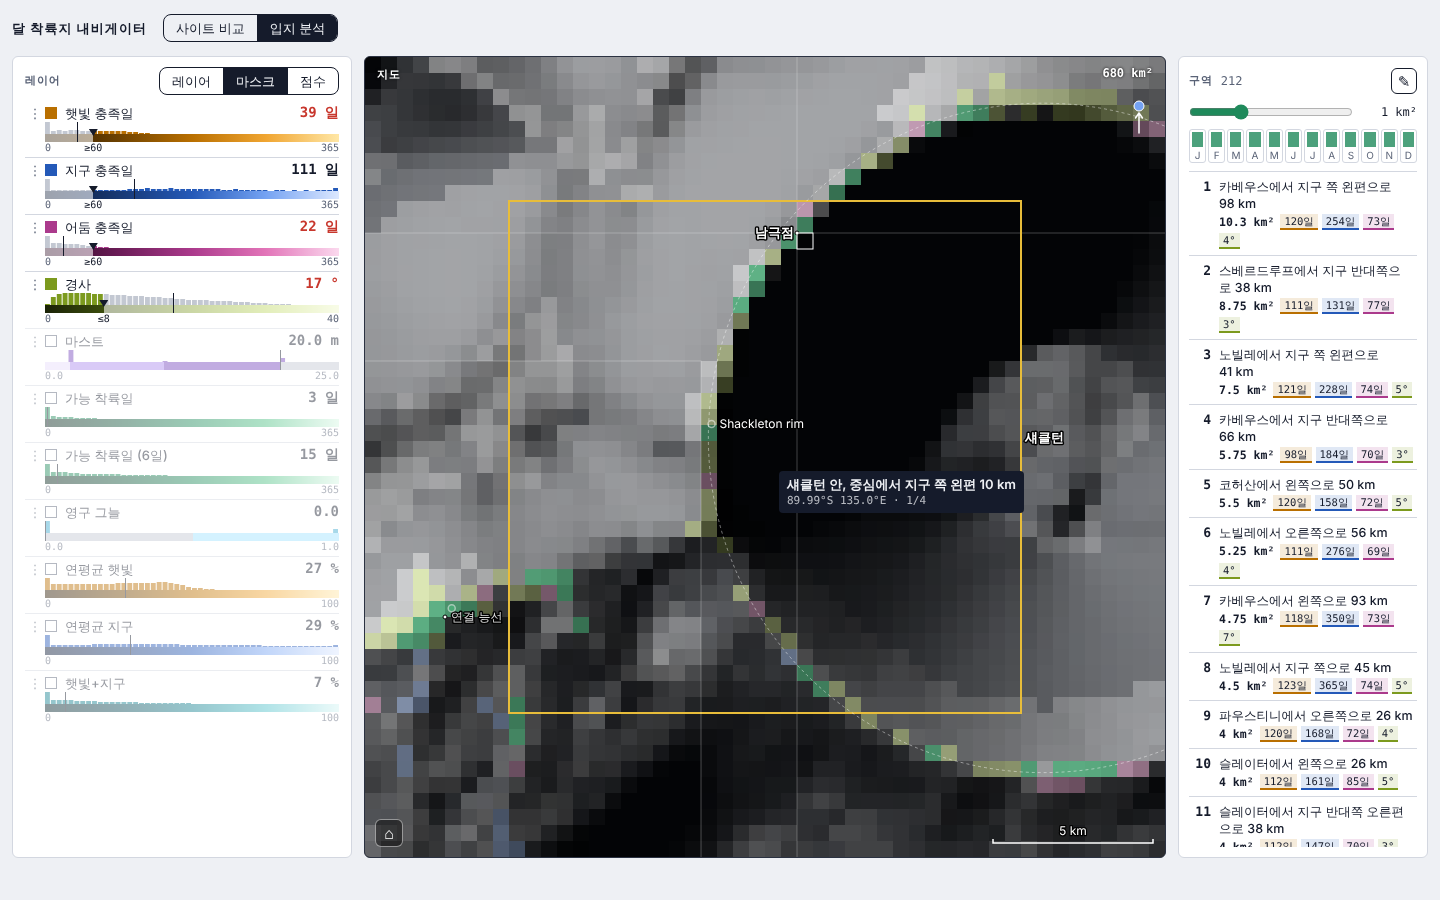 달 착륙지 내비게이터
사이트 비교
입지 분석
레이어
레이어
마스크
점수
햇빛 충족일
39 일
0
≥60
365
지구 충족일
111 일
0
≥60
365
어둠 충족일
22 일
0
≥60
365
경사
17 °
0
≤8
40
마스트
20.0 m
0.0
25.0
가능 착륙일
3 일
0
365
가능 착륙일 (6일)
15 일
0
365
영구 그늘
0.0
0.0
1.0
연평균 햇빛
27 %
0
100
연평균 지구
29 %
0
100
햇빛+지구
7 %
0
100
지도
680 km²
남극점
Shackleton rim
섀클턴
섀클턴 안, 중심에서 지구 쪽 왼편 10 km
89.99°S 135.0°E · 1/4
연결 능선
5 km
구역 212
1 km²
J F M A M J J A S O N D
1 카베우스에서 지구 쪽 왼편으로
98 km
10.3 km² 120일 254일 73일
4°
2 스베르드루프에서 지구 반대쪽으
로 38 km
8.75 km² 111일 131일 77일
3°
3 노빌레에서 지구 쪽 왼편으로
41 km
7.5 km² 121일 228일 74일 5°
4 카베우스에서 지구 반대쪽으로
66 km
5.75 km² 98일 184일 70일 3°
5 코허산에서 왼쪽으로 50 km
5.5 km² 120일 158일 72일 5°
6 노빌레에서 오른쪽으로 56 km
5.25 km² 111일 276일 69일
4°
7 카베우스에서 왼쪽으로 93 km
4.75 km² 118일 350일 73일
7°
8 노빌레에서 지구 쪽으로 45 km
4.5 km² 123일 365일 74일 5°
9 파우스티니에서 오른쪽으로 26 km
4 km² 120일 168일 72일 4°
10 슬레이터에서 왼쪽으로 26 km
4 km² 112일 161일 85일 5°
11 슬레이터에서 지구 반대쪽 오른편
으로 38 km
4 km² 112일 147일 70일 3°